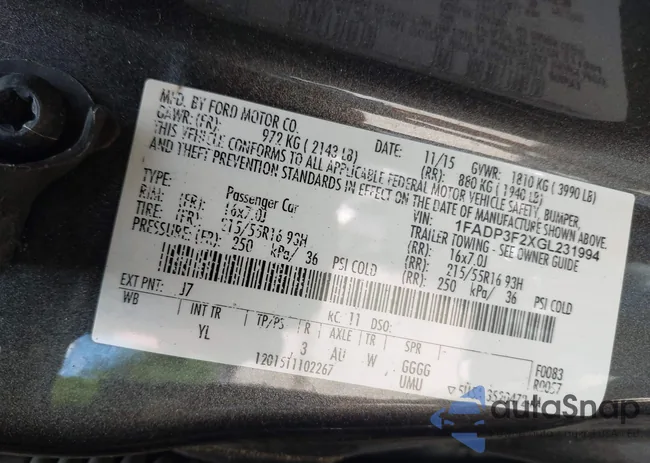 MFD. BY FORD MOTOR CO.
DATE: 11/15 GVWR: 1810 KG ( 3990 LB)
GAWR: (FR): 972 KG ( 2143 LB) (RR): 880 KG ( 1940 LB)
THIS VEHICLE CONFORMS TO ALL APPLICABLE FEDERAL MOTOR VEHICLE SAFETY, BUMPER,
AND THEFT PREVENTION STANDARDS IN EFFECT ON THE DATE OF MANUFACTURE SHOWN ABOVE.
VIN: 1FADP3F2XGL231994
TYPE: Passenger Car TRAILER TOWING - SEE OWNER GUIDE
RIM: (FR): 16x7.0J (RR): 16x7.0J
TIRE: (FR): 215/55R16 93H (RR): 215/55R16 93H
PRESSURE: (FR): 250 kPa/ 36 PSI COLD (RR): 250 kPa/ 36 PSI COLD
EXT PNT: J7 RC: 11 DSO:
WB INT TR TP/PS R AXLE TR SPR
YL J 3 AU W GGGG F0083
1201511102267 UMU R0057
autoSnap